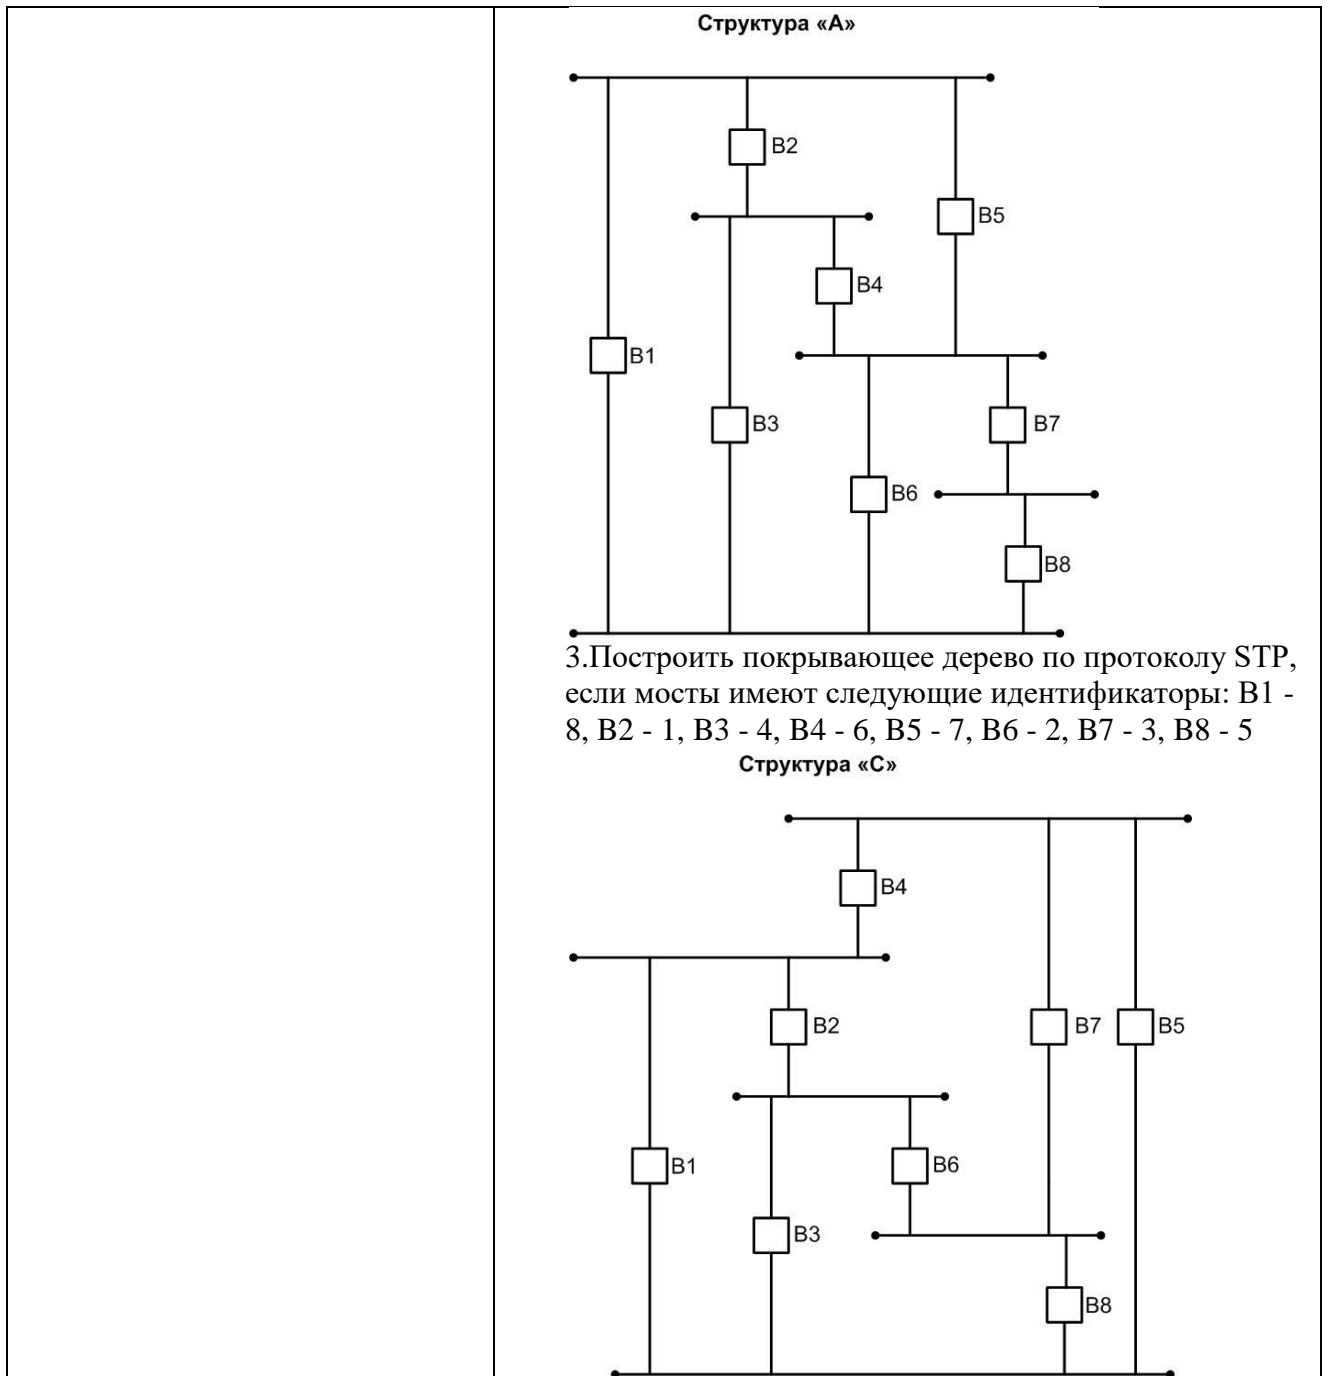 Структура «А»
B2
B5
B4
B1
B3
B7
B6
B8
3.Построить покрывающее дерево по протоколу STP,
если мосты имеют следующие идентификаторы: B1 -
8, B2 - 1, B3 - 4, B4 - 6, B5 - 7, B6 - 2, B7 - 3, B8 - 5
Структура «С»
B4
B2
B7
B5
B1
B6
B3
B8